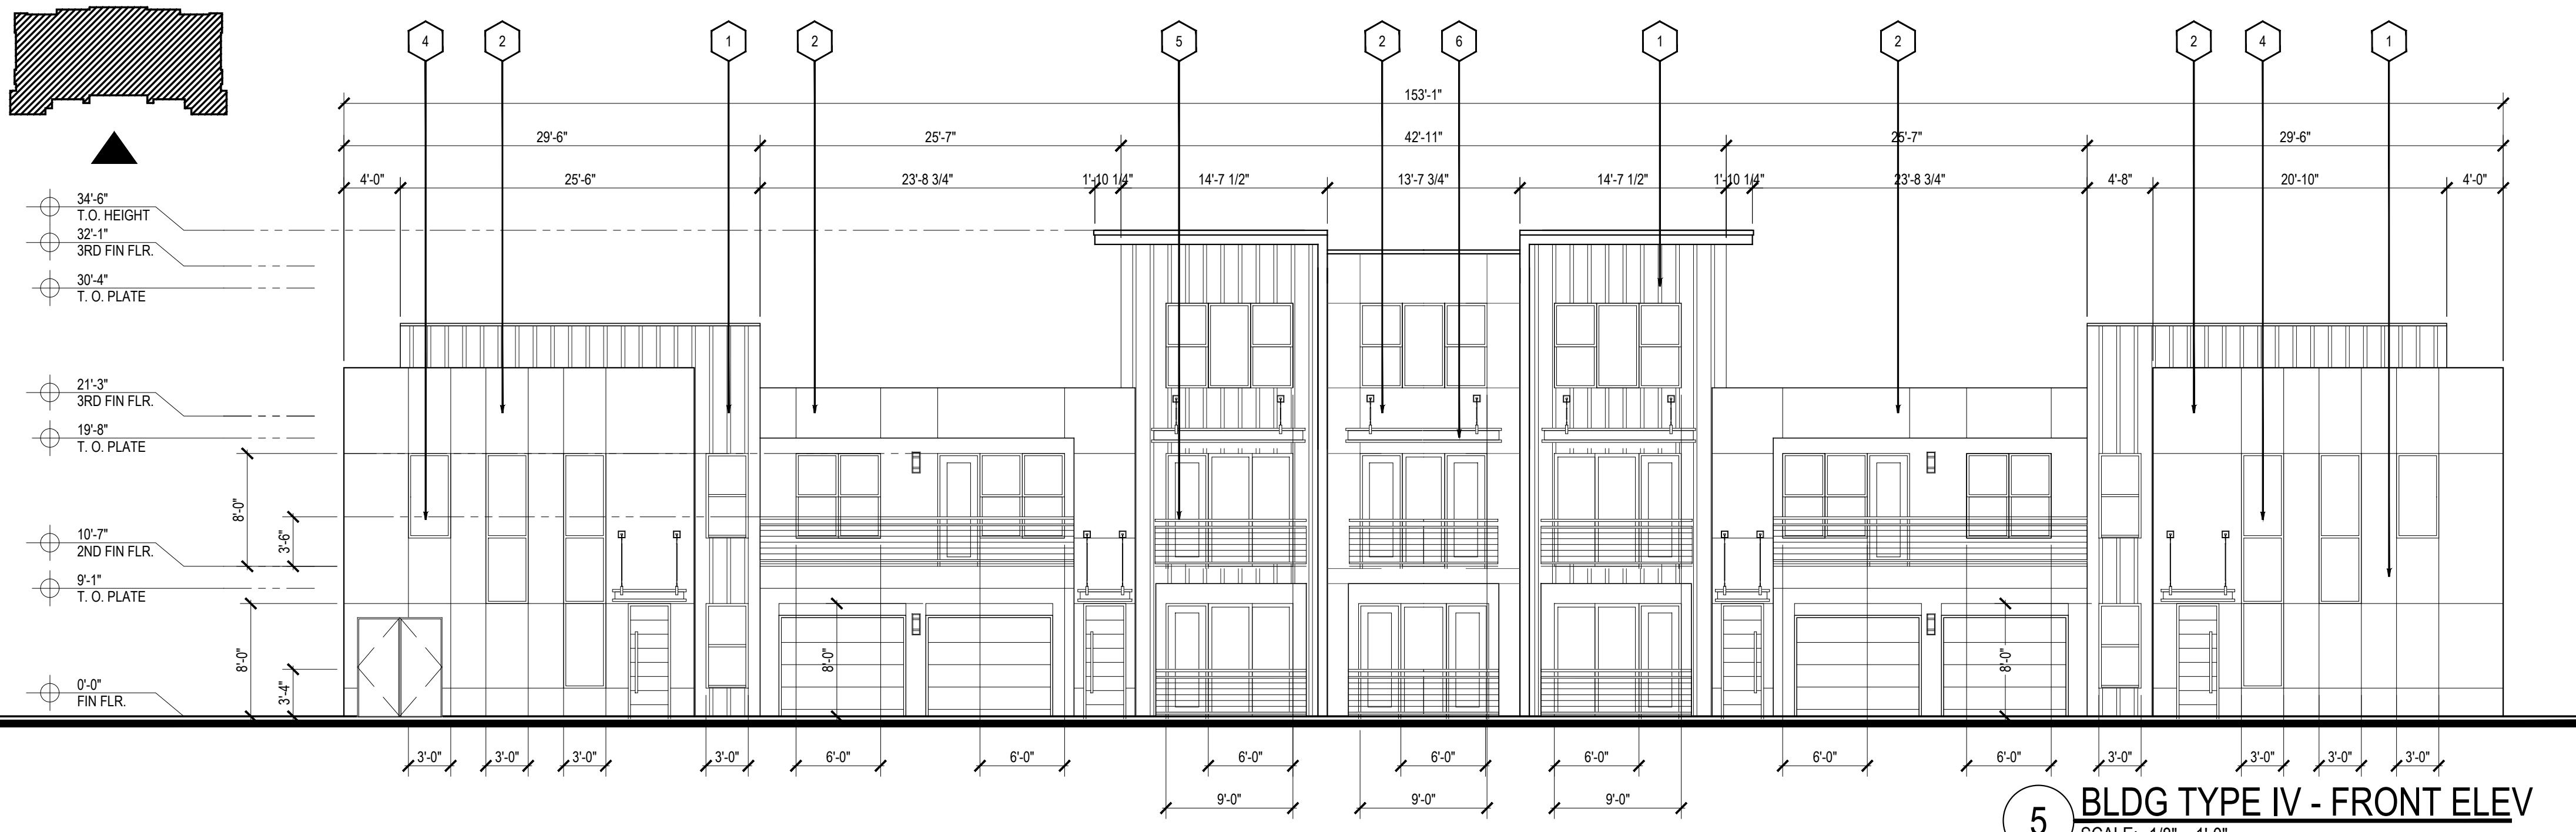 4 2 1 2 5 2 6 1 2 2 4 1
153'-1"
29'-6" 25'-7" 42'-11" 25'-7" 29'-6"
4'-0" 25'-6" 23'-8 3/4" 1'-10 1/4" 14'-7 1/2" 13'-7 3/4" 14'-7 1/2" 1'-10 1/4" 23'-8 3/4" 4'-8" 20'-10" 4'-0"
34'-6"
T.O. HEIGHT
32'-1"
3RD FIN FLR.
30'-4"
T. O. PLATE
21'-3"
3RD FIN FLR.
19'-8"
T. O. PLATE
8'-0"
3'-6"
10'-7"
2ND FIN FLR.
9'-1"
T. O. PLATE
8'-0"
3'-4"
8'-0"
8'-0"
0'-0"
FIN FLR.
3'-0" 3'-0" 3'-0" 3'-0" 6'-0" 6'-0" 6'-0" 6'-0" 6'-0" 6'-0" 6'-0" 3'-0" 3'-0" 3'-0" 3'-0"
9'-0" 9'-0" 9'-0"
5 BLDG TYPE IV - FRONT ELEV